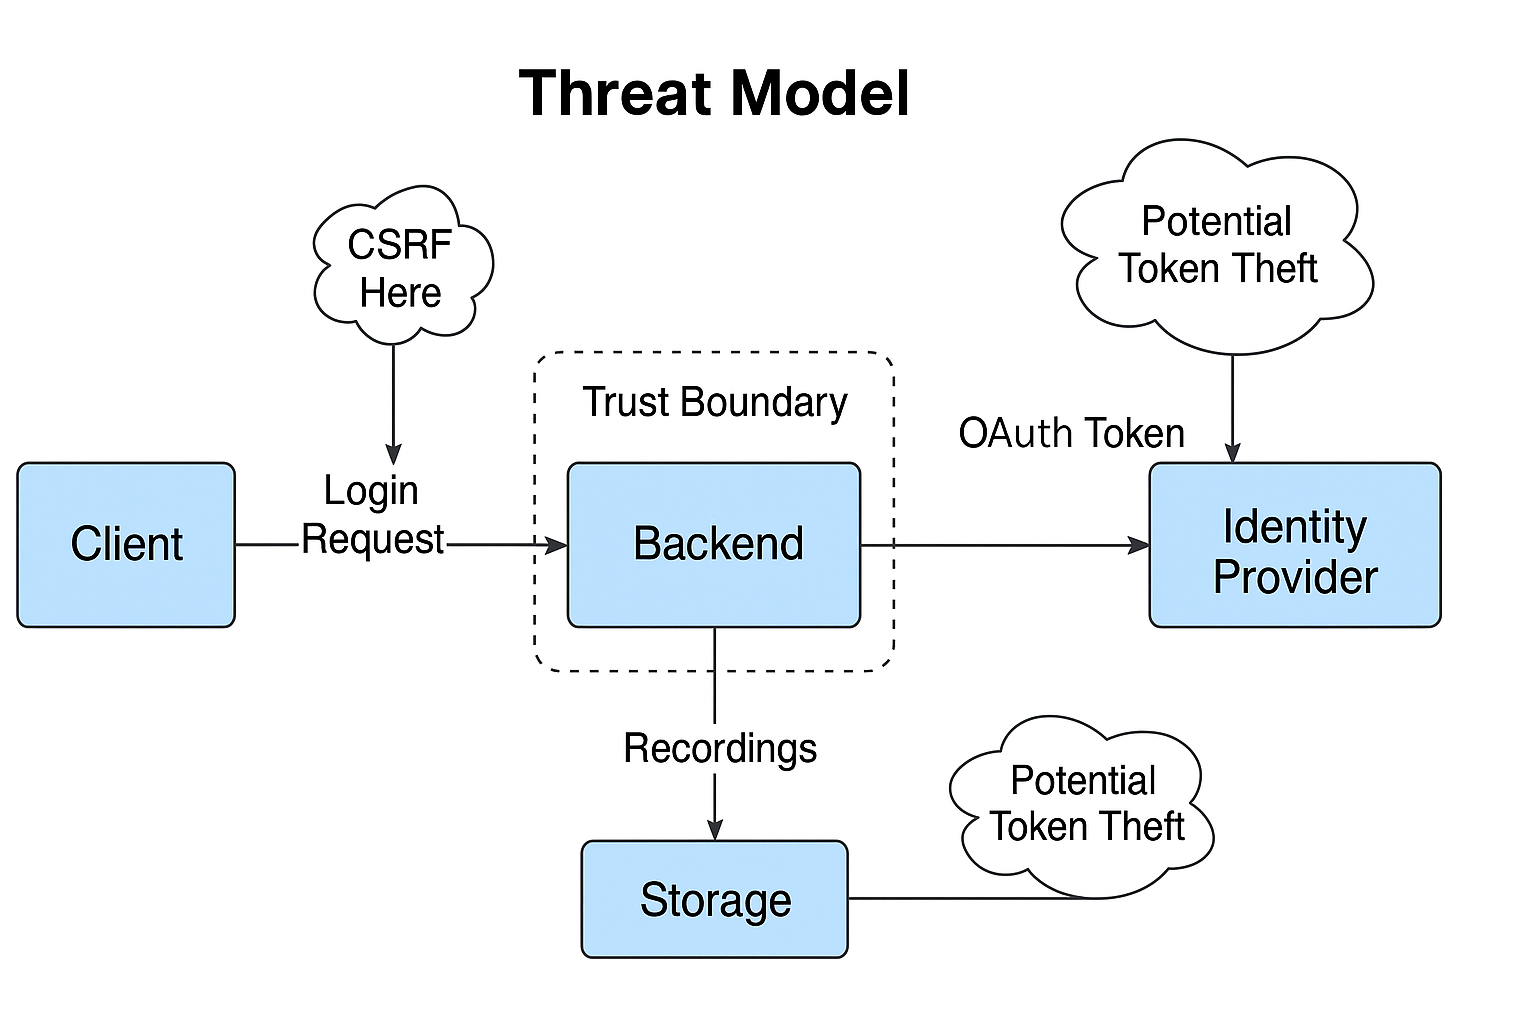 Threat Model
CSRF
Here
Potential
Token Theft
Trust Boundary
OAuth Token
Client
Login
Request
Backend
Identity
Provider
Recordings
Potential
Token Theft
Storage